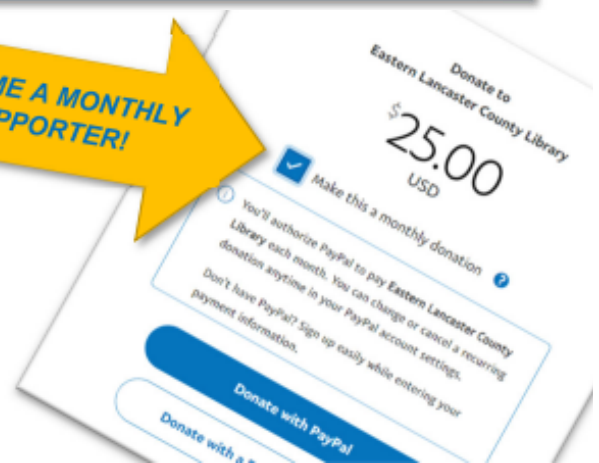 ME A MONTHLY
PPORTER!
Donate to
Eastern Lancaster County Library
$25.00
USD
Make this a monthly donation ?
You'll authorize PayPal to pay Eastern Lancaster County
Library each month. You can change or cancel a recurring
donation anytime in your PayPal account settings.
Don't have PayPal? Sign up easily while entering your
payment information.
Donate with PayPal
Donate with a